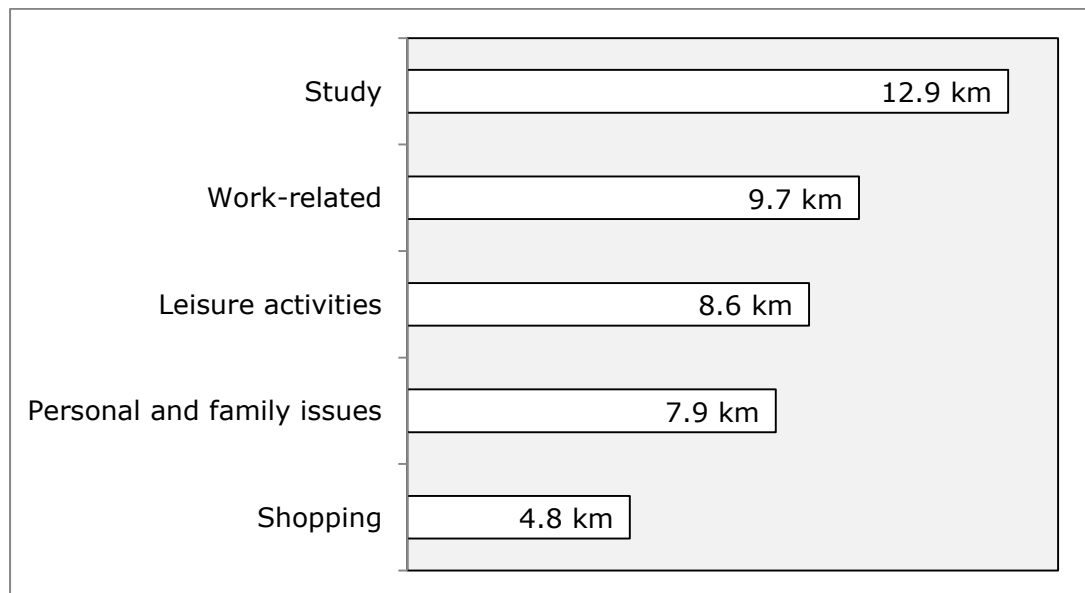 Study
12.9 km
Work-related
9.7 km
Leisure activities
8.6 km
Personal and family issues
7.9 km
Shopping
4.8 km